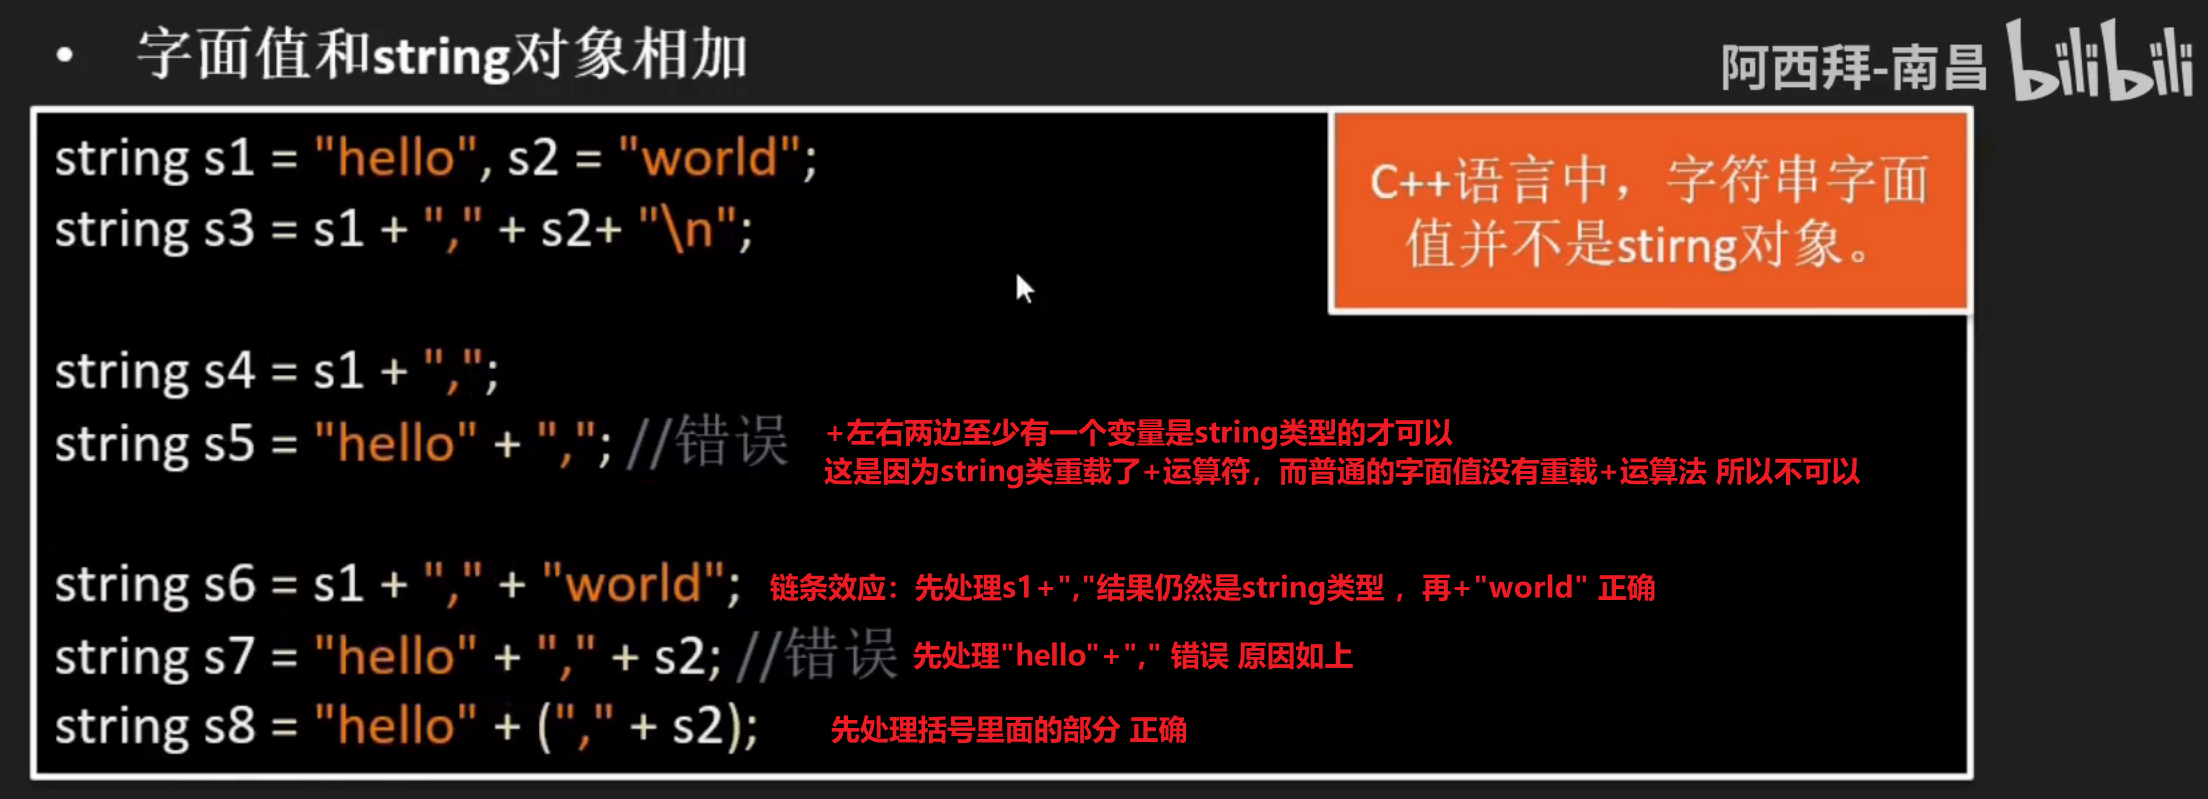 • 字面值和string对象相加
阿西拜-南昌 bilibili
string s1 = "hello", s2 = "world";
string s3 = s1 + "," + s2+ "\n";
C++语言中，字符串字面
值并不是stirng对象。
string s4 = s1 + ",";
string s5 = "hello" + ","; //错误
+左右两边至少有一个变量是string类型的才可以
这是因为string类重载了+运算符，而普通的字面值没有重载+运算法 所以不可以
string s6 = s1 + "," + "world"; 链条效应：先处理s1+","结果仍然是string类型 ，再+"world" 正确
string s7 = "hello" + "," + s2; //错误 先处理"hello"+"," 错误 原因如上
string s8 = "hello" + ("," + s2); 先处理括号里面的部分 正确